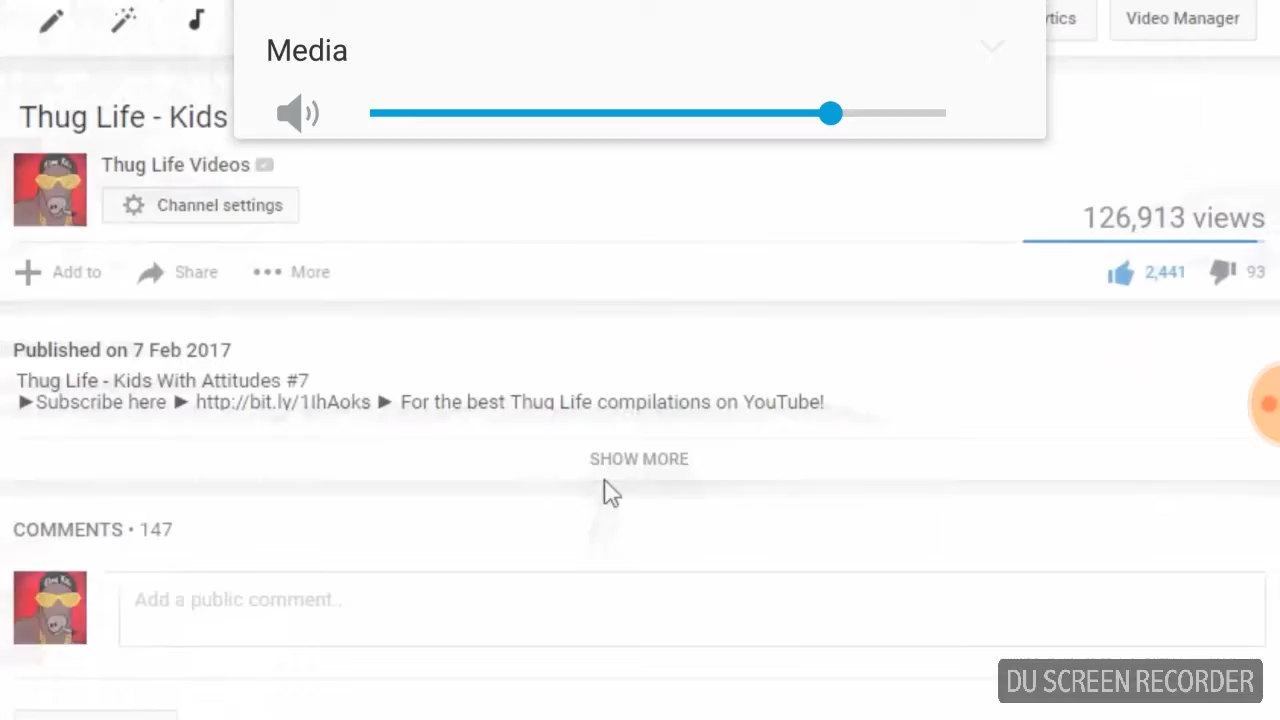 Media
tics
Video Manager
Thug Life - Kids
Thug Life Videos
Channel settings
126,913 views
Add to
Share
More
2,441
93
Published on 7 Feb 2017
Thug Life - Kids With Attitudes #7
►Subscribe here ► http://bit.ly/1IhAoks ► For the best Thug Life compilations on YouTube!
SHOW MORE
COMMENTS • 147
Add a public comment..
DU SCREEN RECORDER